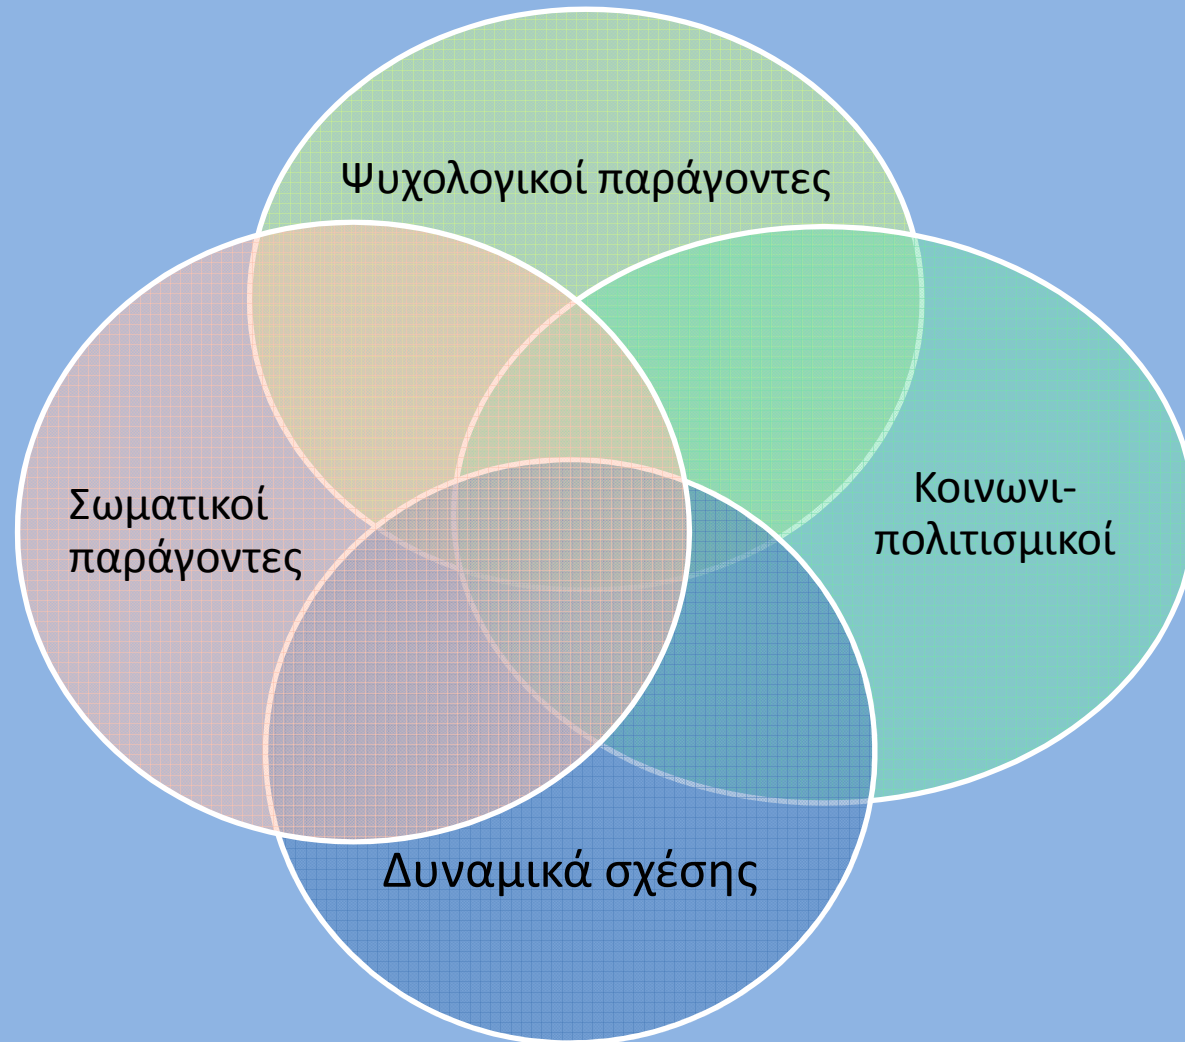 Ψυχολογικοί παράγοντες
Σωματικοί
παράγοντες
Κοινωνι-
πολιτισμικοί
Δυναμικά σχέσης